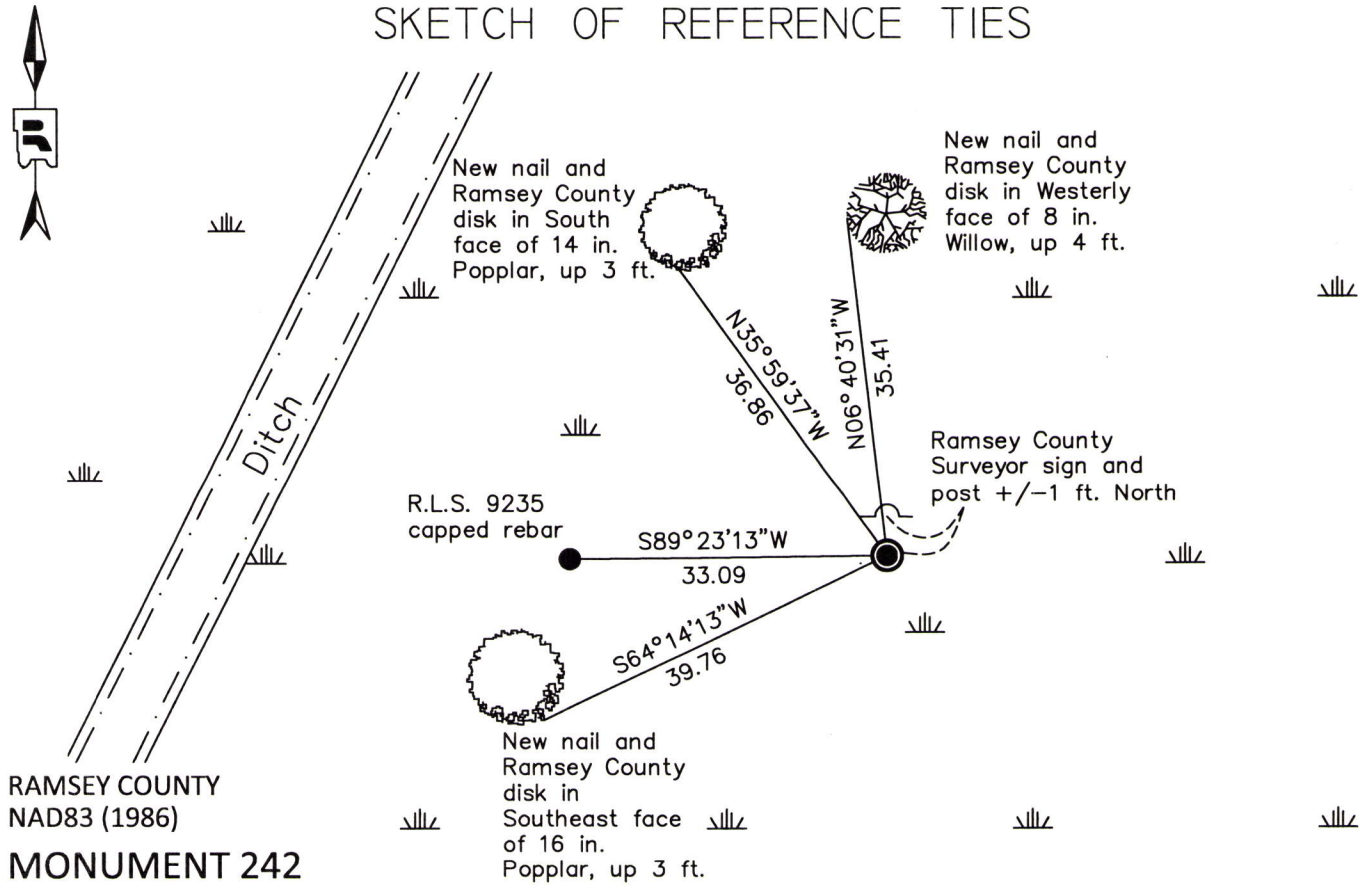 SKETCH OF REFERENCE TIES
New nail and
Ramsey County
disk in South
face of 14 in.
Popplar, up 3 ft.
New nail and
Ramsey County
disk in Westerly
face of 8 in.
Willow, up 4 ft.
N35°59'37"W
36.86
N06°40'31"W
35.41
Ditch
Ramsey County
Surveyor sign and
post +/-1 ft. North
R.L.S. 9235
capped rebar
S89°23'13"W
33.09
S64°14'13"W
39.76
New nail and
Ramsey County
disk in
Southeast face
of 16 in.
Popplar, up 3 ft.
RAMSEY COUNTY
NAD83 (1986)
MONUMENT 242